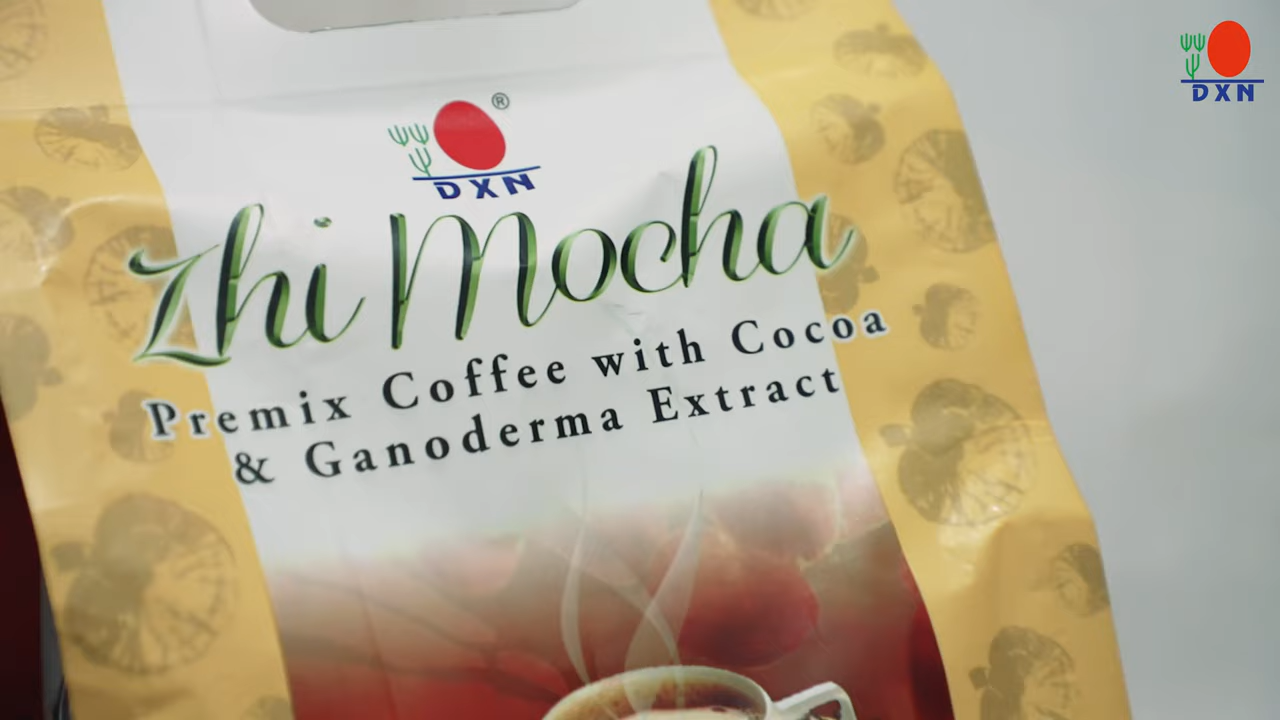 DXN
®
DXN
Zhi Mocha
Premix Coffee with Cocoa
& Ganoderma Extract